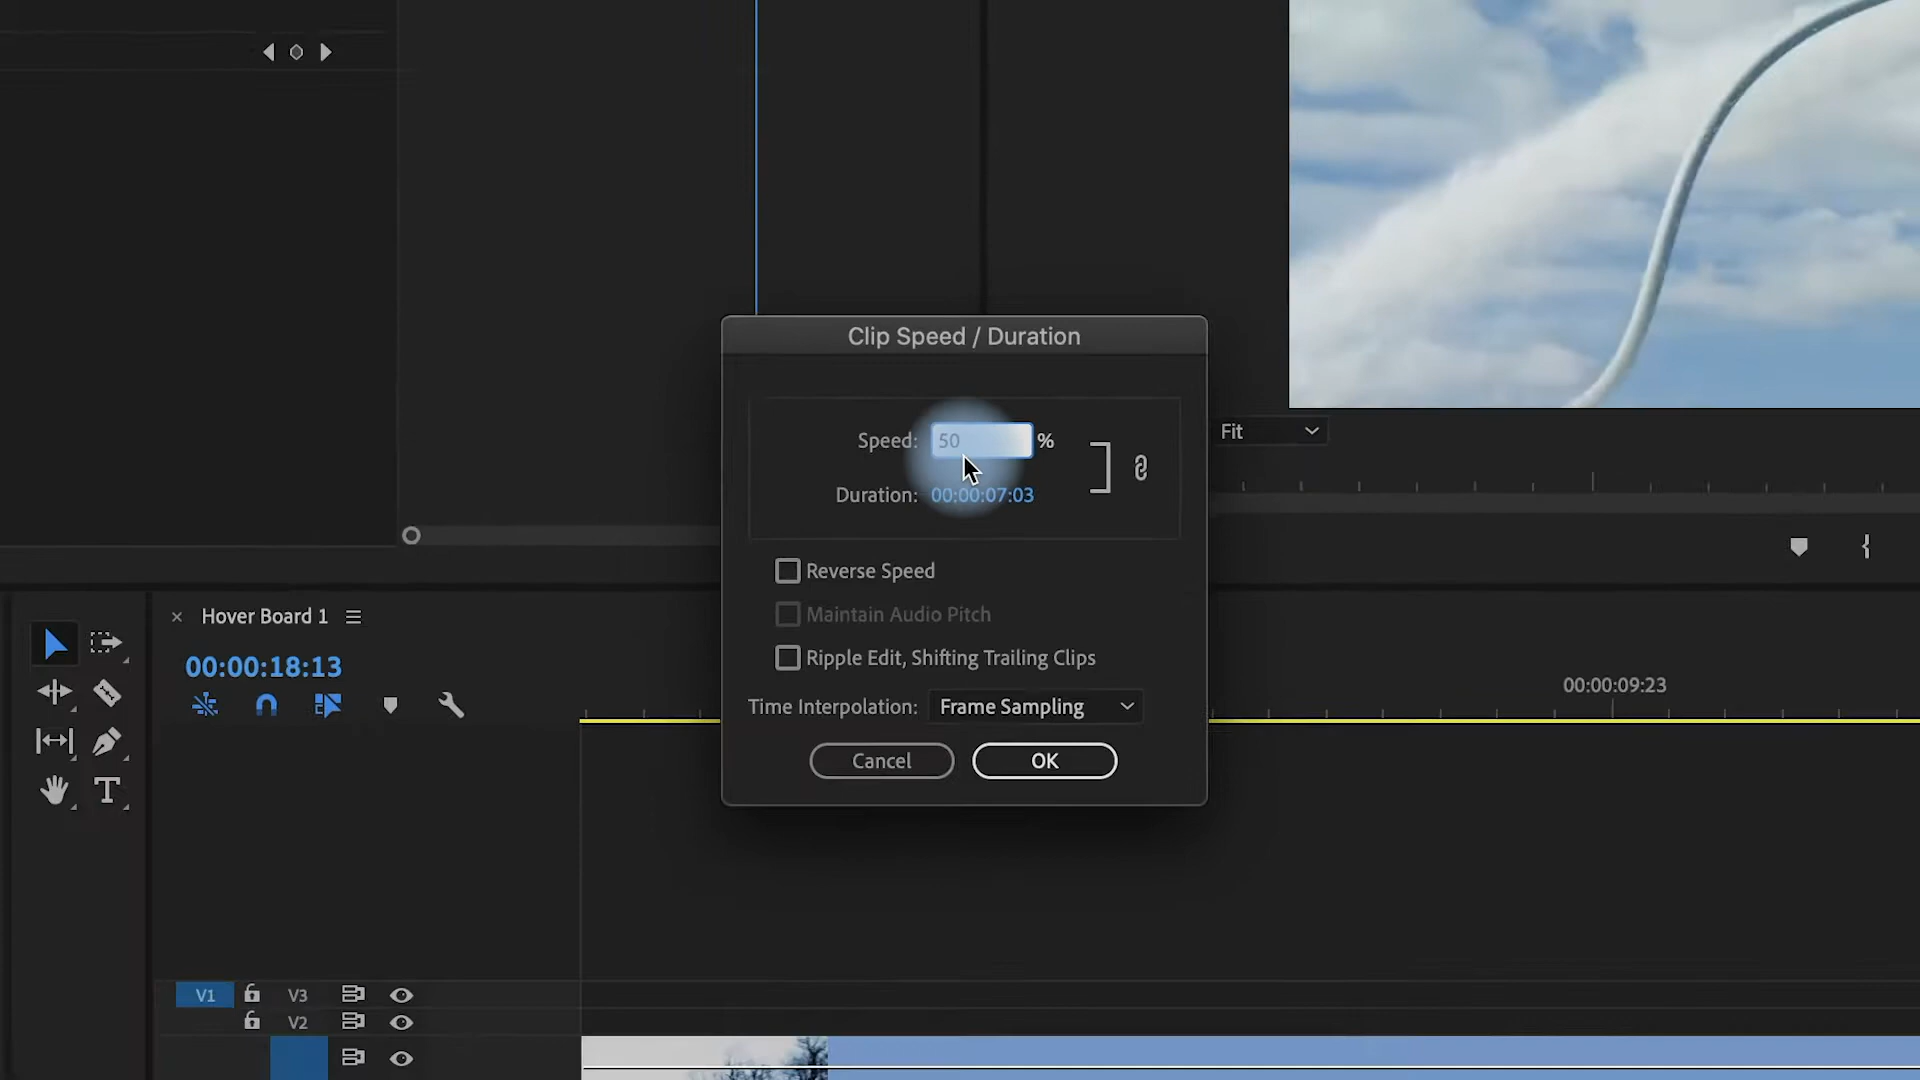 Clip Speed / Duration
Speed: 50 %
Fit
Duration: 00:00:07:03
Reverse Speed
Hover Board 1
Maintain Audio Pitch
00:00:18:13
Ripple Edit, Shifting Trailing Clips
00:00:09:23
Time Interpolation: Frame Sampling
Cancel OK
V1 V3
V2